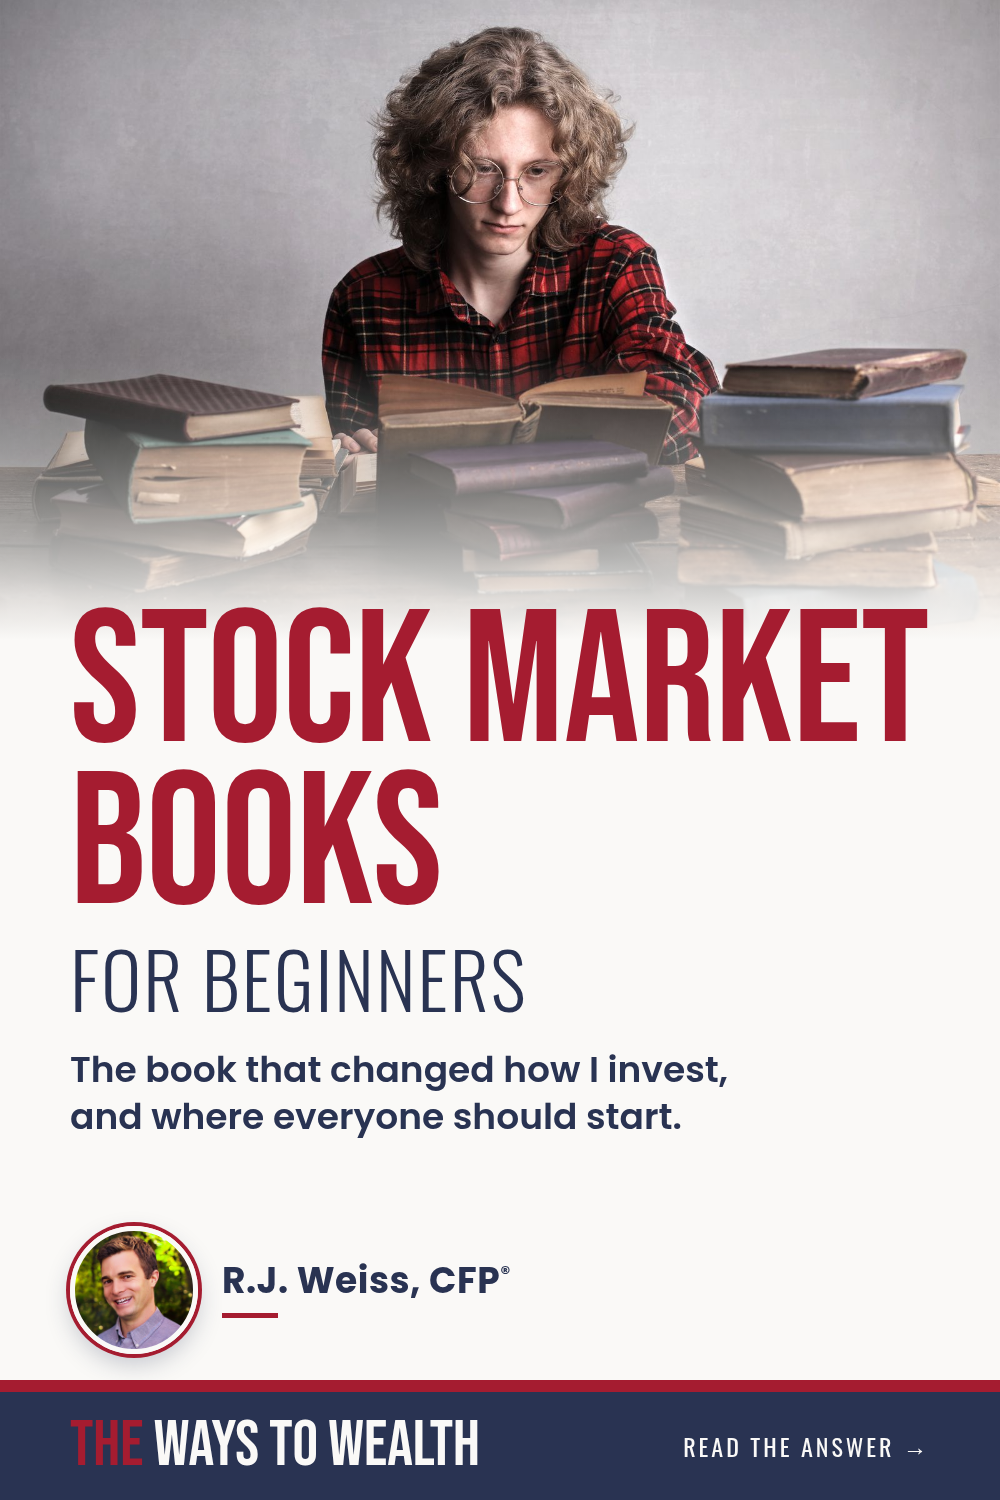 STOCK MARKET
BOOKS
FOR BEGINNERS
The book that changed how I invest,
and where everyone should start.
R.J. Weiss, CFP®
THE WAYS TO WEALTH
READ THE ANSWER →